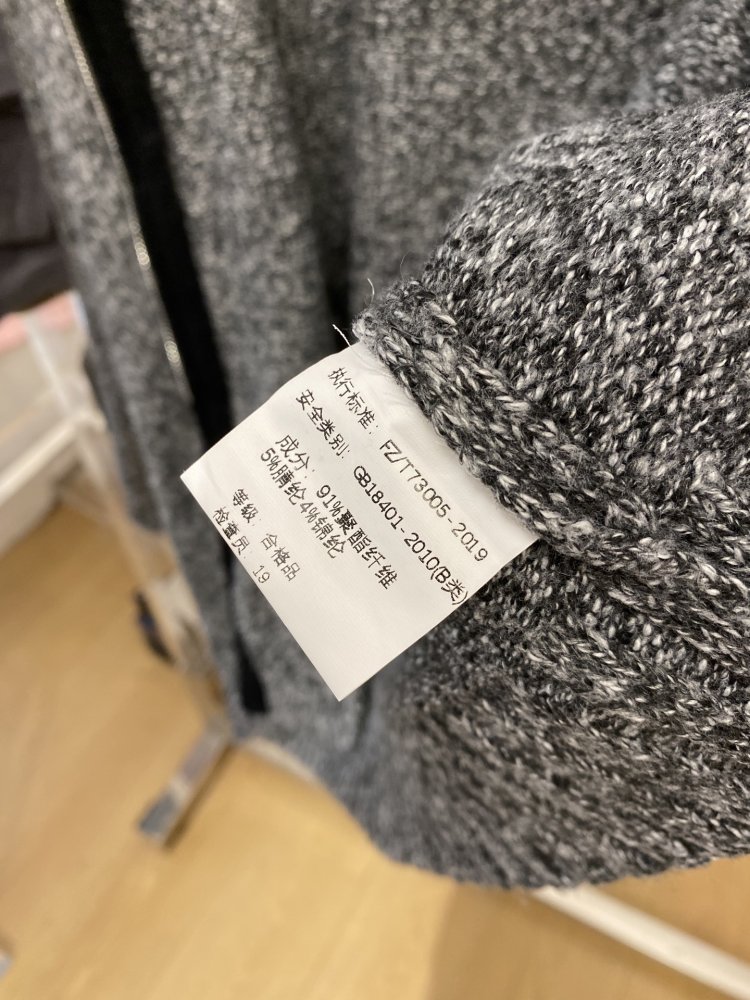 执行标准：FZ/T73005-2019
安全类别：GB18401-2010(B类)
成分：91%聚酯纤维
5%腈纶4%锦纶
等级：合格品
检查员：19